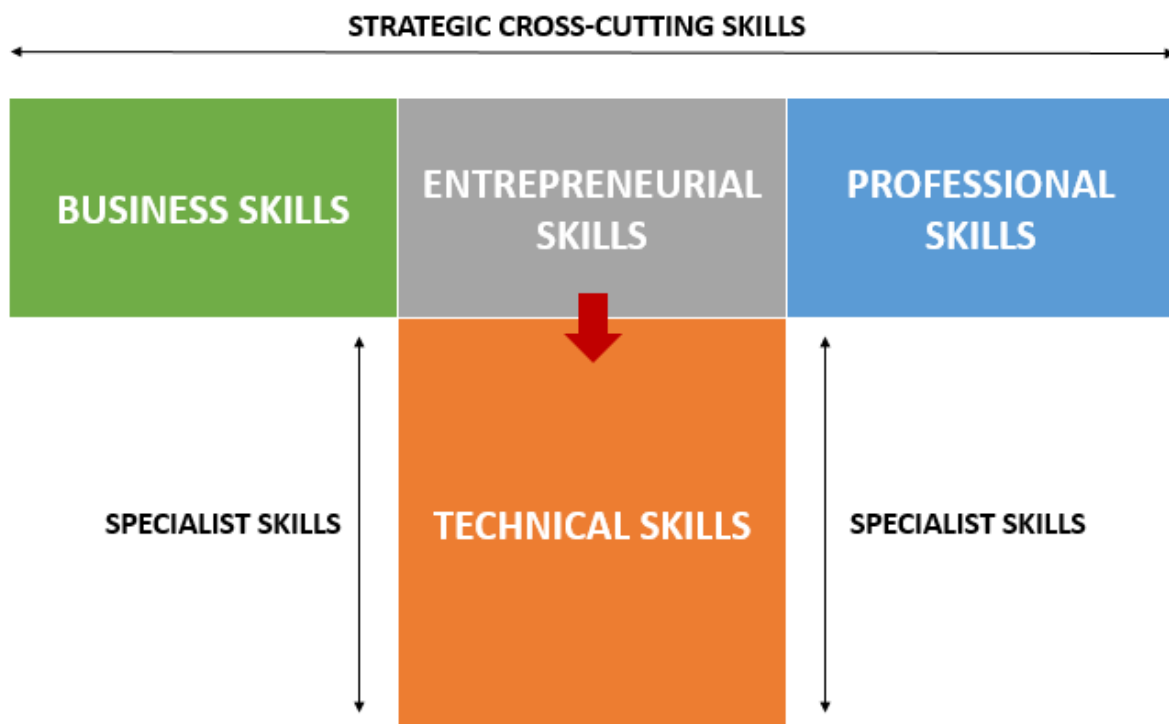 STRATEGIC CROSS-CUTTING SKILLS
BUSINESS SKILLS
ENTREPRENEURIAL
SKILLS
PROFESSIONAL
SKILLS
SPECIALIST SKILLS
TECHNICAL SKILLS
SPECIALIST SKILLS